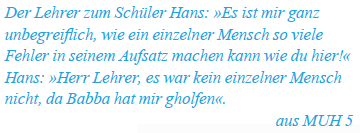 Der Lehrer zum Schüler Hans: »Es ist mir ganz
unbegreiflich, wie ein einzelner Mensch so viele
Fehler in seinem Aufsatz machen kann wie du hier!«
Hans: »Herr Lehrer, es war kein einzelner Mensch
nicht, da Babba hat mir gholfen«.
aus MUH 5